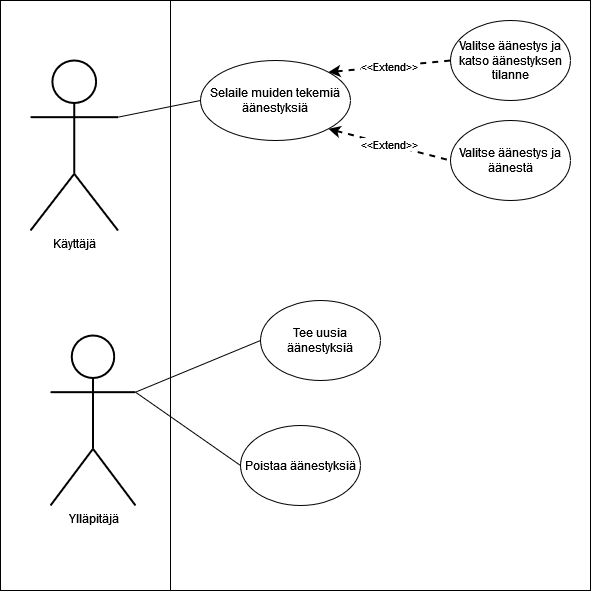 Valitse äänestys ja
katso äänestyksen
tilanne
<<Extend>>
Selaile muiden tekemiä
äänestyksiä
<<Extend>>
Valitse äänestys ja
äänestä
Käyttäjä
Tee uusia
äänestyksiä
Poistaa äänestyksiä
Ylläpitäjä